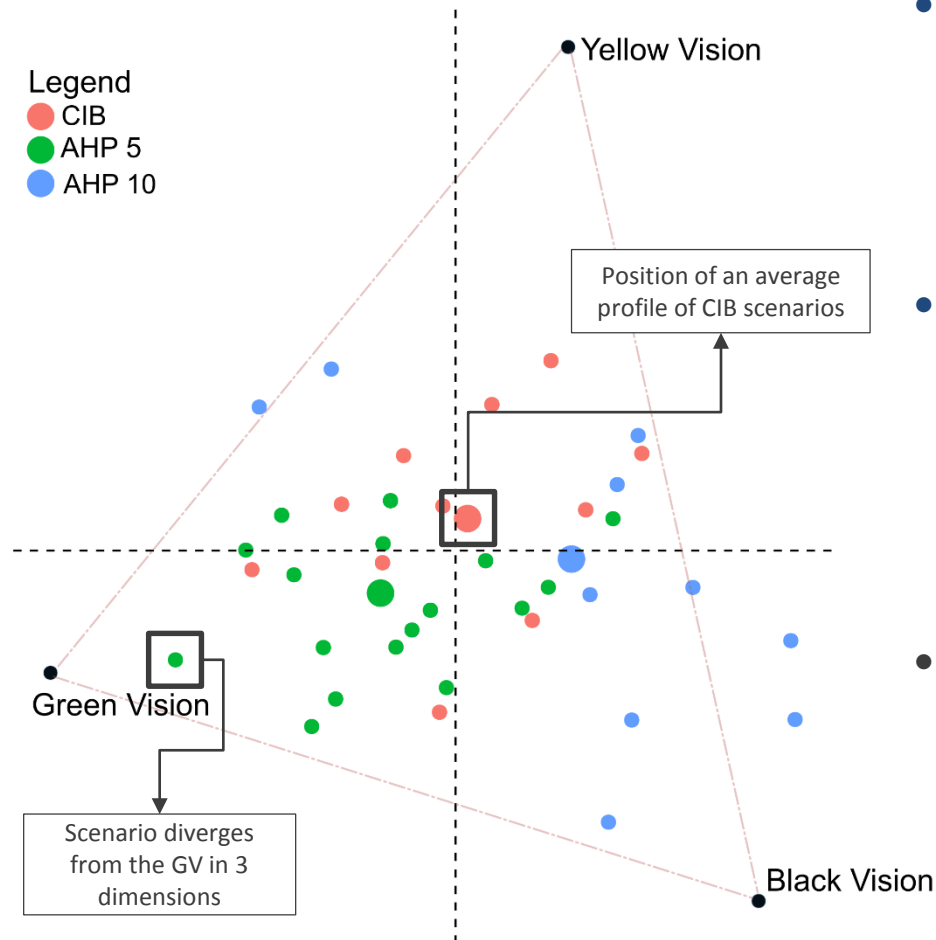 Yellow Vision
Legend
CIB
AHP 5
AHP 10
Position of an average
profile of CIB scenarios
Green Vision
Scenario diverges
from the GV in 3
dimensions
Black Vision